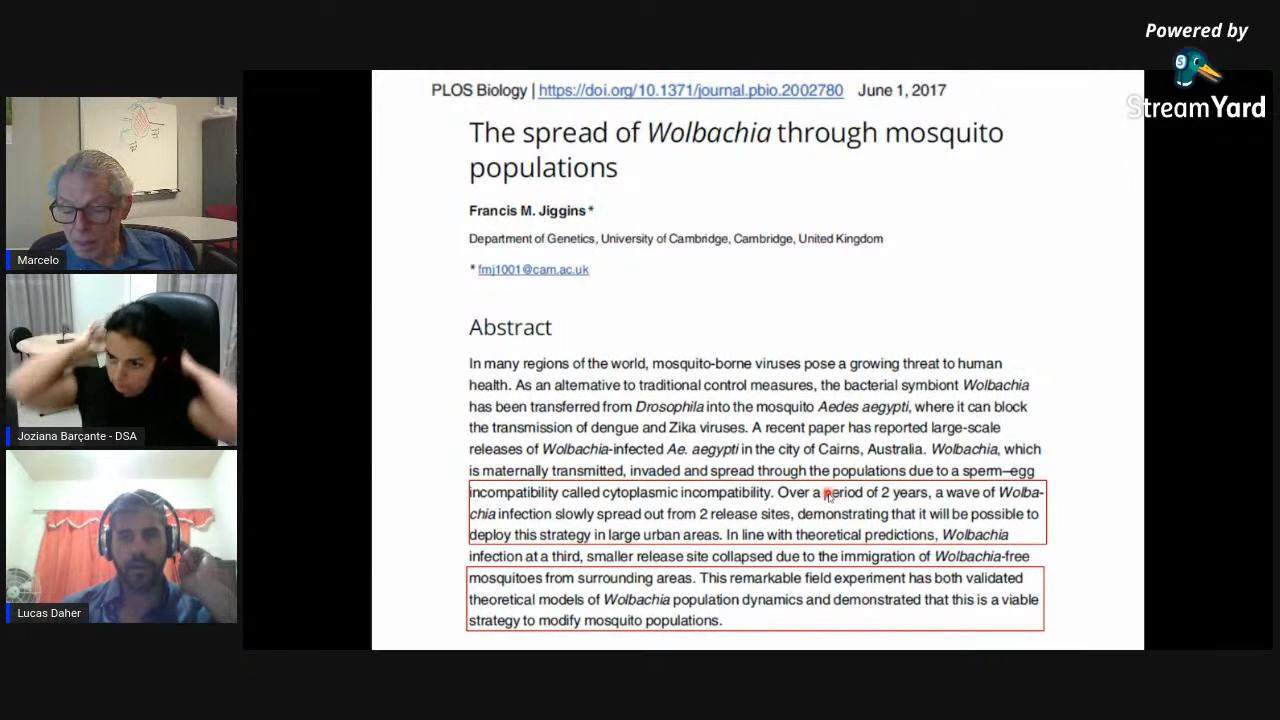 Powered by
StreamYard
PLOS Biology | https://doi.org/10.1371/journal.pbio.2002780 June 1, 2017
The spread of Wolbachia through mosquito
populations
Francis M. Jiggins*
Department of Genetics, University of Cambridge, Cambridge, United Kingdom
* fmj1001@cam.ac.uk
Abstract
In many regions of the world, mosquito-borne viruses pose a growing threat to human
health. As an alternative to traditional control measures, the bacterial symbiont Wolbachia
has been transferred from Drosophila into the mosquito Aedes aegypti, where it can block
the transmission of dengue and Zika viruses. A recent paper has reported large-scale
releases of Wolbachia-infected Ae. aegypti in the city of Cairns, Australia. Wolbachia, which
is maternally transmitted, invaded and spread through the populations due to a sperm–egg
incompatibility called cytoplasmic incompatibility. Over a period of 2 years, a wave of Wolba-
chia infection slowly spread out from 2 release sites, demonstrating that it will be possible to
deploy this strategy in large urban areas. In line with theoretical predictions, Wolbachia
infection at a third, smaller release site collapsed due to the immigration of Wolbachia-free
mosquitoes from surrounding areas. This remarkable field experiment has both validated
theoretical models of Wolbachia population dynamics and demonstrated that this is a viable
strategy to modify mosquito populations.
Marcelo
Joziana Barçante - DSA
Lucas Daher